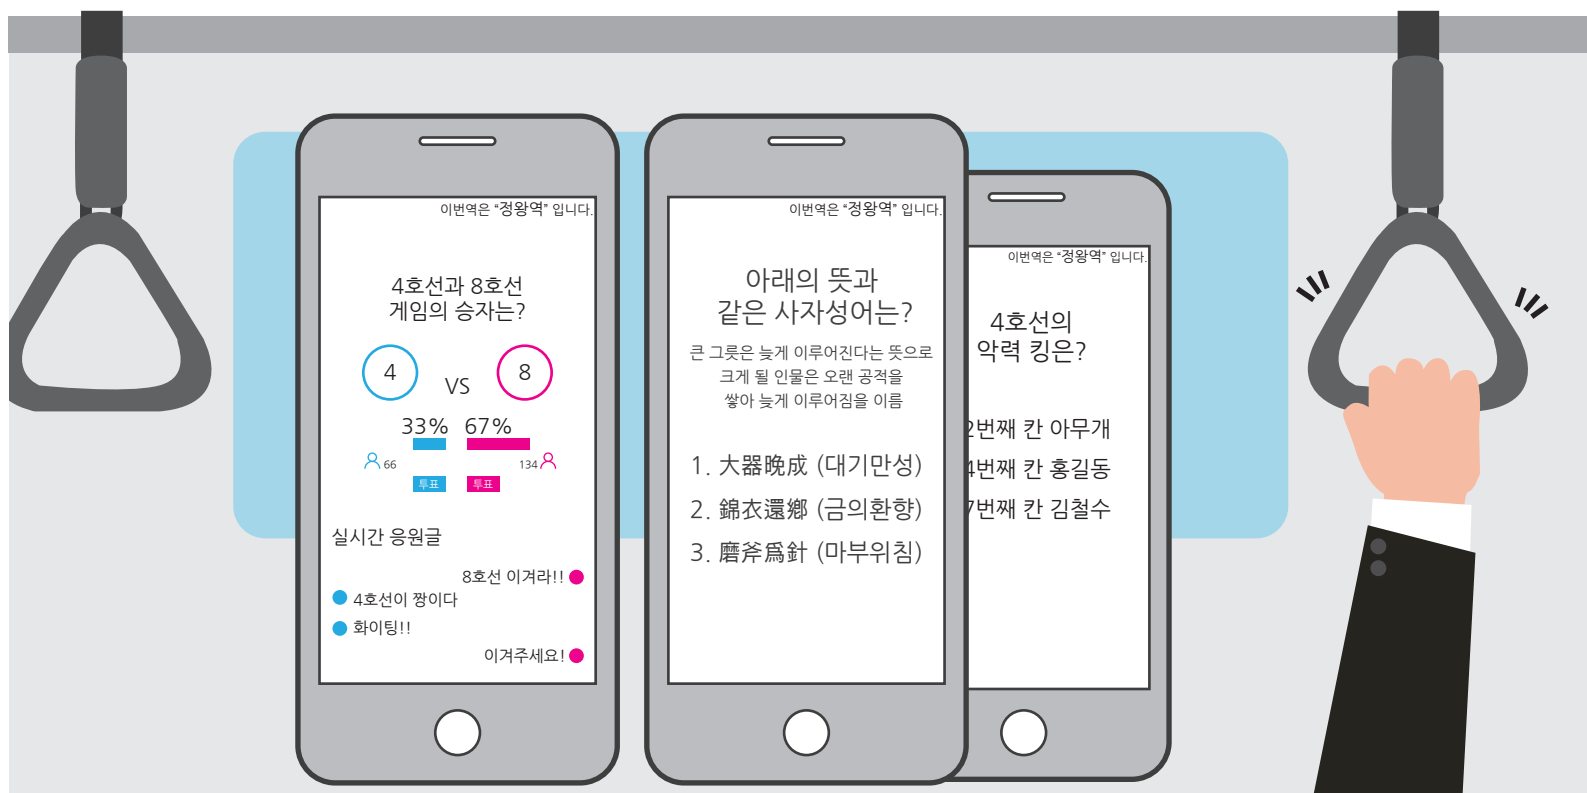 이번역은 “정왕역” 입니다.
4호선과 8호선
게임의 승자는?
4
VS
8
33% 67%
66
134
투표
투표
실시간 응원글
8호선 이겨라!!
4호선이 짱이다
화이팅!!
이겨주세요!
이번역은 “정왕역” 입니다.
아래의 뜻과
같은 사자성어는?
큰 그릇은 늦게 이루어진다는 뜻으로
크게 될 인물은 오랜 공적을
쌓아 늦게 이루어짐을 이름
1. 大器晩成 (대기만성)
2. 錦衣還鄕 (금의환향)
3. 磨斧爲針 (마부위침)
이번역은 “정왕역” 입니다.
4호선의
악력 킹은?
2번째 칸 아무개
4번째 칸 홍길동
7번째 칸 김철수